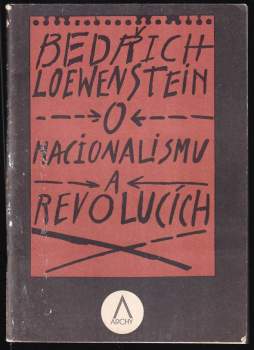 BEDŘICH
LOEWENSTEIN
O
NACIONALISMU
A
REVOLUCÍCH
ARCHY